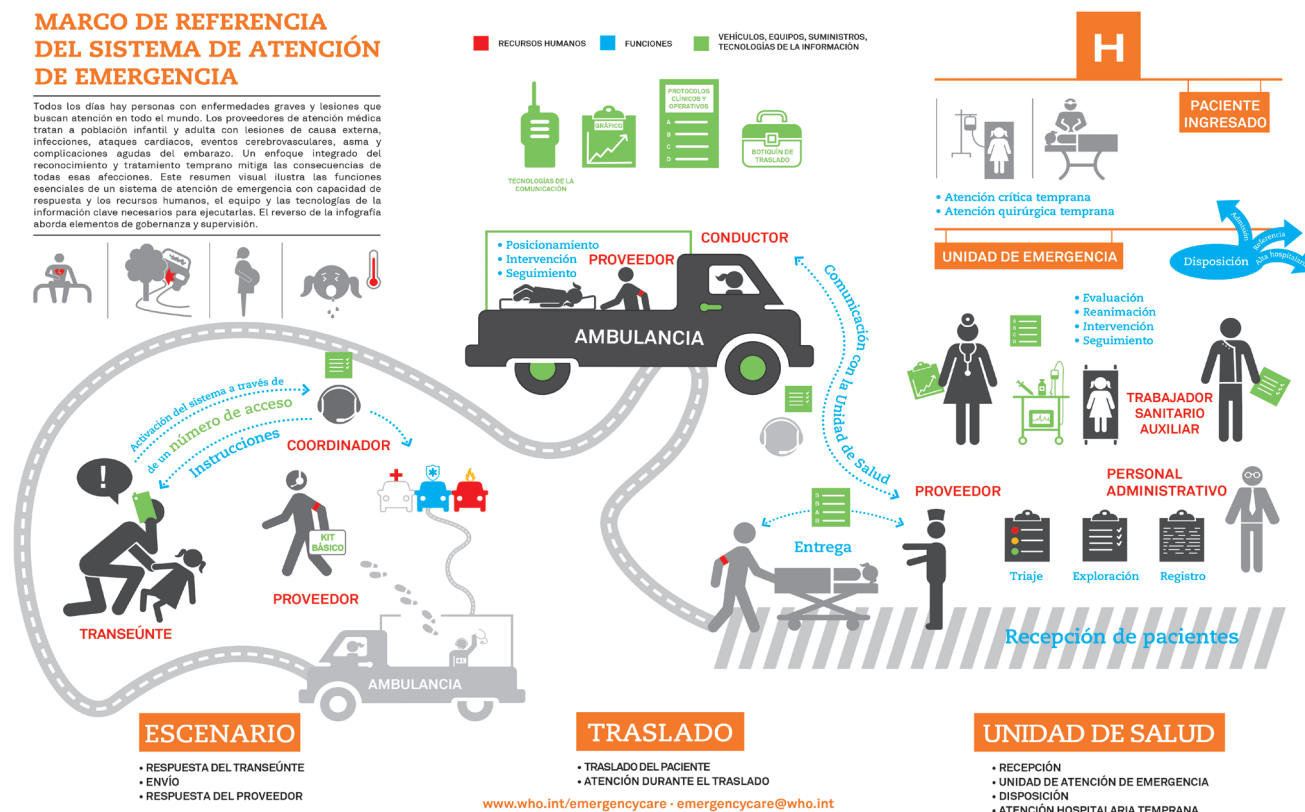 MARCO DE REFERENCIA
DEL SISTEMA DE ATENCIÓN
DE EMERGENCIA
Todos los días hay personas con enfermedades graves y lesiones que
buscan atención en todo el mundo. Los proveedores de atención médica
tratan a población infantil y adulta con lesiones de causa externa,
infecciones, ataques cardiacos, eventos cerebrovasculares, asma y
complicaciones agudas del embarazo. Un enfoque integrado del
reconocimiento y tratamiento temprano mitiga las consecuencias de
todas esas afecciones. Este resumen visual ilustra las funciones
esenciales de un sistema de atención de emergencia con capacidad de
respuesta y los recursos humanos, el equipo y las tecnologías de la
información clave necesarios para ejecutarlas. El reverso de la infografía
aborda elementos de gobernanza y supervisión.
RECURSOS HUMANOS
FUNCIONES
VEHÍCULOS, EQUIPOS, SUMINISTROS,
TECNOLOGÍAS DE LA INFORMACIÓN
TECNOLOGÍAS DE LA
COMUNICACIÓN
GRÁFICO
PROTOCOLOS
CLÍNICOS Y
OPERATIVOS
A
B
C
D
BOTIQUÍN DE
TRASLADO
H
PACIENTE
INGRESADO
• Atención crítica temprana
• Atención quirúrgica temprana
UNIDAD DE EMERGENCIA
Disposición
Admisión
Referencia
Alta hospitalaria
• Evaluación
• Reanimación
• Intervención
• Seguimiento
TRABAJADOR
SANITARIO
AUXILIAR
PERSONAL
ADMINISTRATIVO
Triaje
Exploración
Registro
• Posicionamiento
• Intervención
• Seguimiento
PROVEEDOR
CONDUCTOR
AMBULANCIA
Comunicación con la Unipad de Salud
PROVEEDOR
S
B
A
R
Entrega
Recepción de pacientes
Activación del sistema a través de
de un número de acceso
Instrucciones
COORDINADOR
!
TRANSEÚNTE
KIT
BÀSICO
PROVEEDOR
AMBULANCIA
ESCENARIO
• RESPUESTA DEL TRANSEÚNTE
• ENVÍO
• RESPUESTA DEL PROVEEDOR
TRASLADO
• TRASLADO DEL PACIENTE
• ATENCIÓN DURANTE EL TRASLADO
www.who.int/emergencycare · emergencycare@who.int
UNIDAD DE SALUD
• RECEPCIÓN
• UNIDAD DE ATENCIÓN DE EMERGENCIA
• DISPOSICIÓN
• ATENCIÓN HOSPITALARIA TEMPRANA